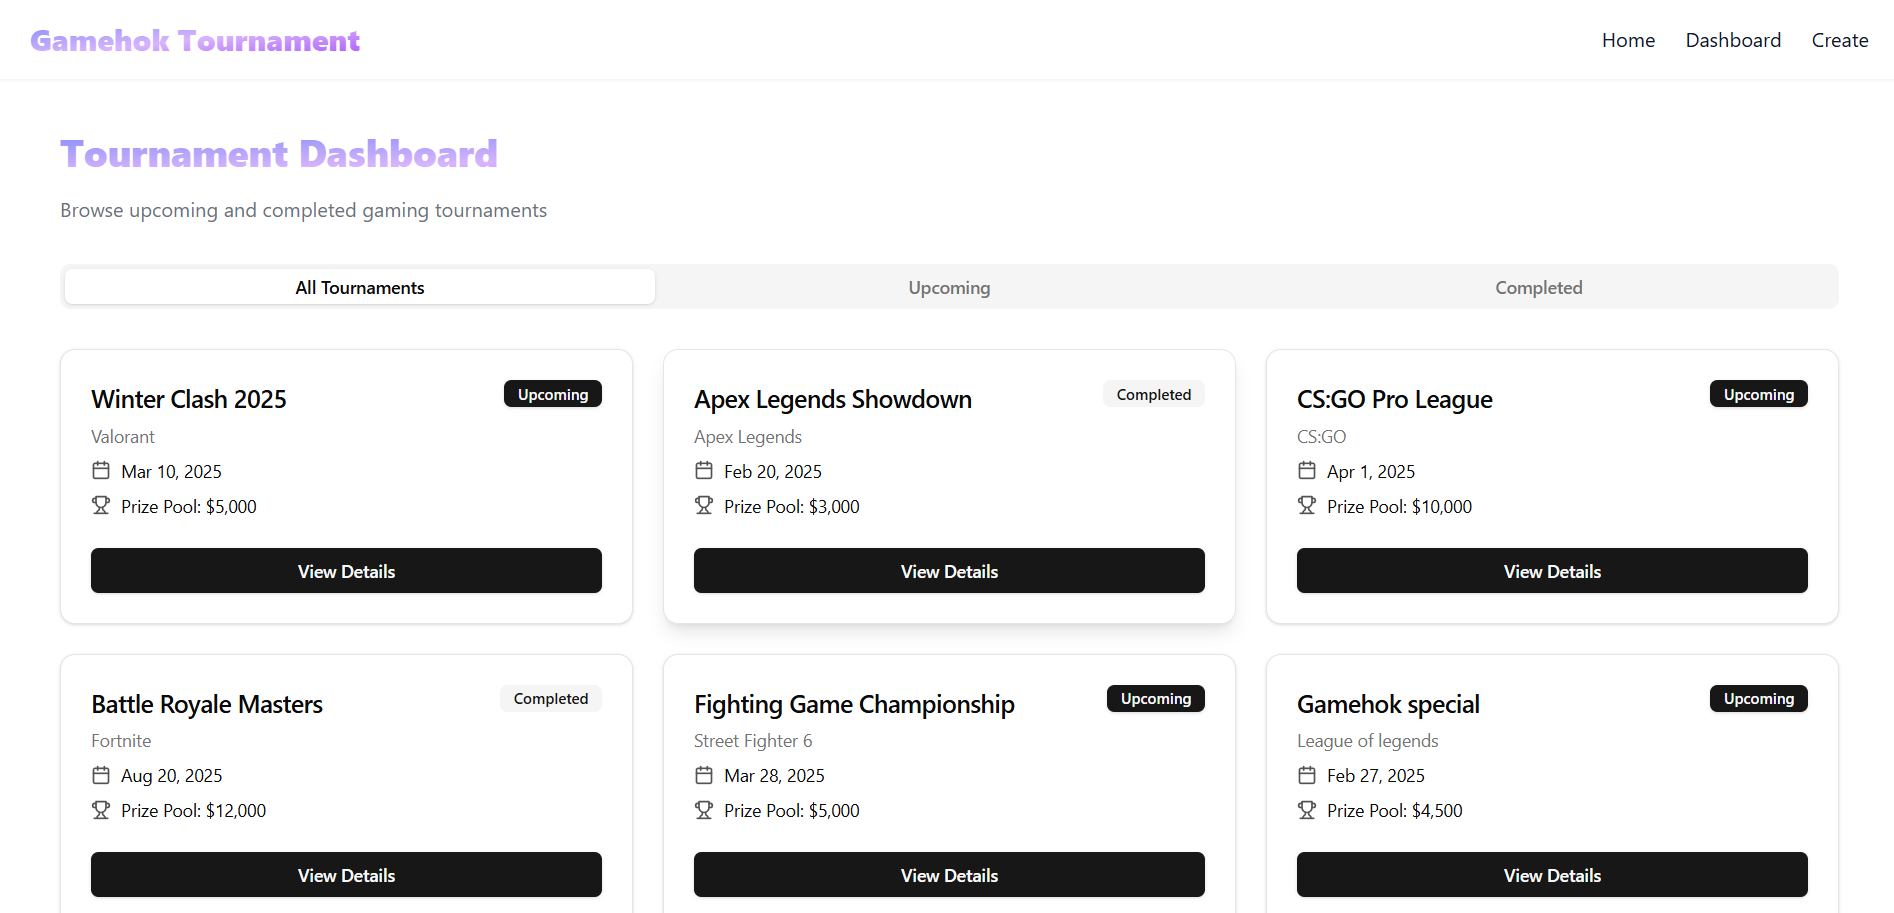 Gamehok Tournament
Home Dashboard Create
Tournament Dashboard
Browse upcoming and completed gaming tournaments
All Tournaments Upcoming Completed
Winter Clash 2025 Upcoming
Valorant
Mar 10, 2025
Prize Pool: $5,000
View Details
Apex Legends Showdown Completed
Apex Legends
Feb 20, 2025
Prize Pool: $3,000
View Details
CS:GO Pro League Upcoming
CS:GO
Apr 1, 2025
Prize Pool: $10,000
View Details
Battle Royale Masters Completed
Fortnite
Aug 20, 2025
Prize Pool: $12,000
View Details
Fighting Game Championship Upcoming
Street Fighter 6
Mar 28, 2025
Prize Pool: $5,000
View Details
Gamehok special Upcoming
League of legends
Feb 27, 2025
Prize Pool: $4,500
View Details